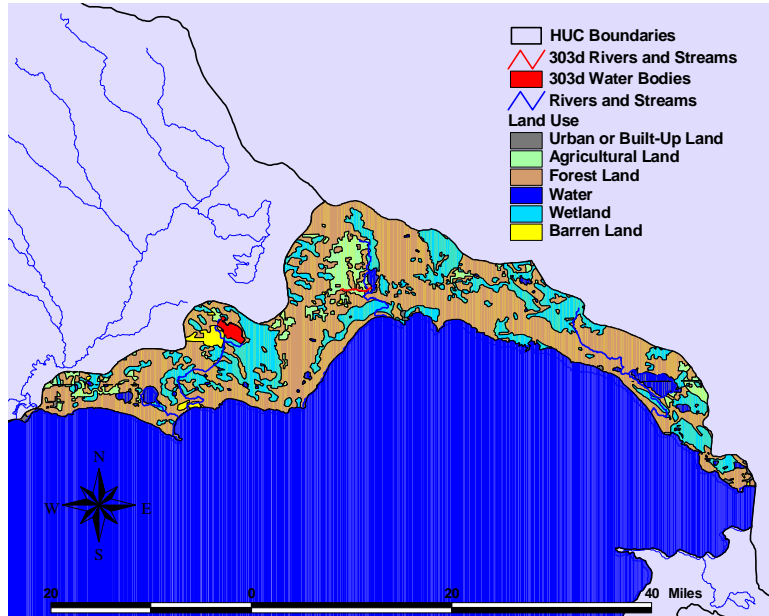 HUC Boundaries
303d Rivers and Streams
303d Water Bodies
Rivers and Streams
Land Use
Urban or Built-Up Land
Agricultural Land
Forest Land
Water
Wetland
Barren Land
N
W E
S
20 0 20 40 Miles